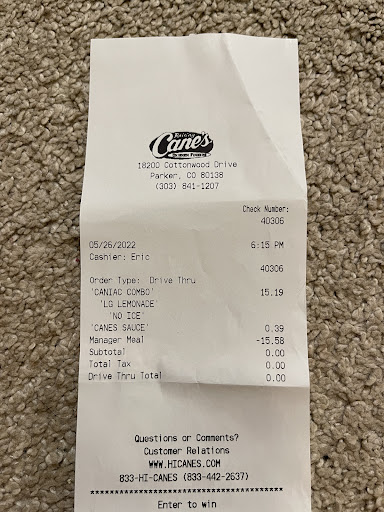 Raising
Cane's
CHICKEN FINGERS
18200 Cottonwood Drive
Parker, CO 80138
(303) 841-1207
Check Number:
40306
05/26/2022 6:15 PM
Cashier: Eric
40306
Order Type: Drive Thru
'CANIAC COMBO' 15.19
'LG LEMONADE'
'NO ICE'
'CANES SAUCE' 0.39
Manager Meal -15.58
Subtotal 0.00
Total Tax 0.00
Drive Thru Total 0.00
Questions or Comments?
Customer Relations
WWW.HICANES.COM
833-HI-CANES (833-442-2637)
****************************************
Enter to win